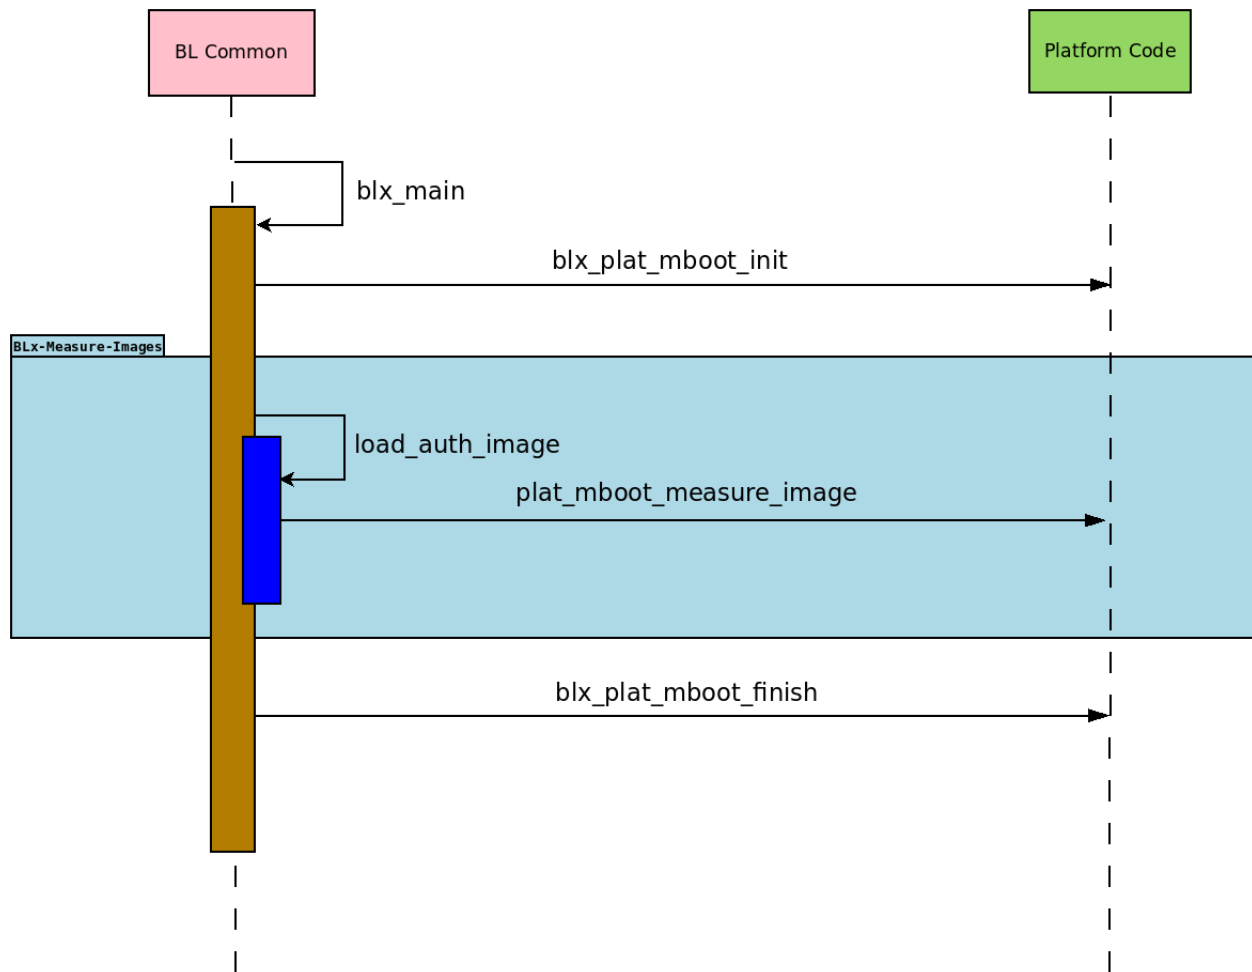 BL Common
Platform Code
blx_main
blx_plat_mboot_init
BLx-Measure-Images
load_auth_image
plat_mboot_measure_image
blx_plat_mboot_finish